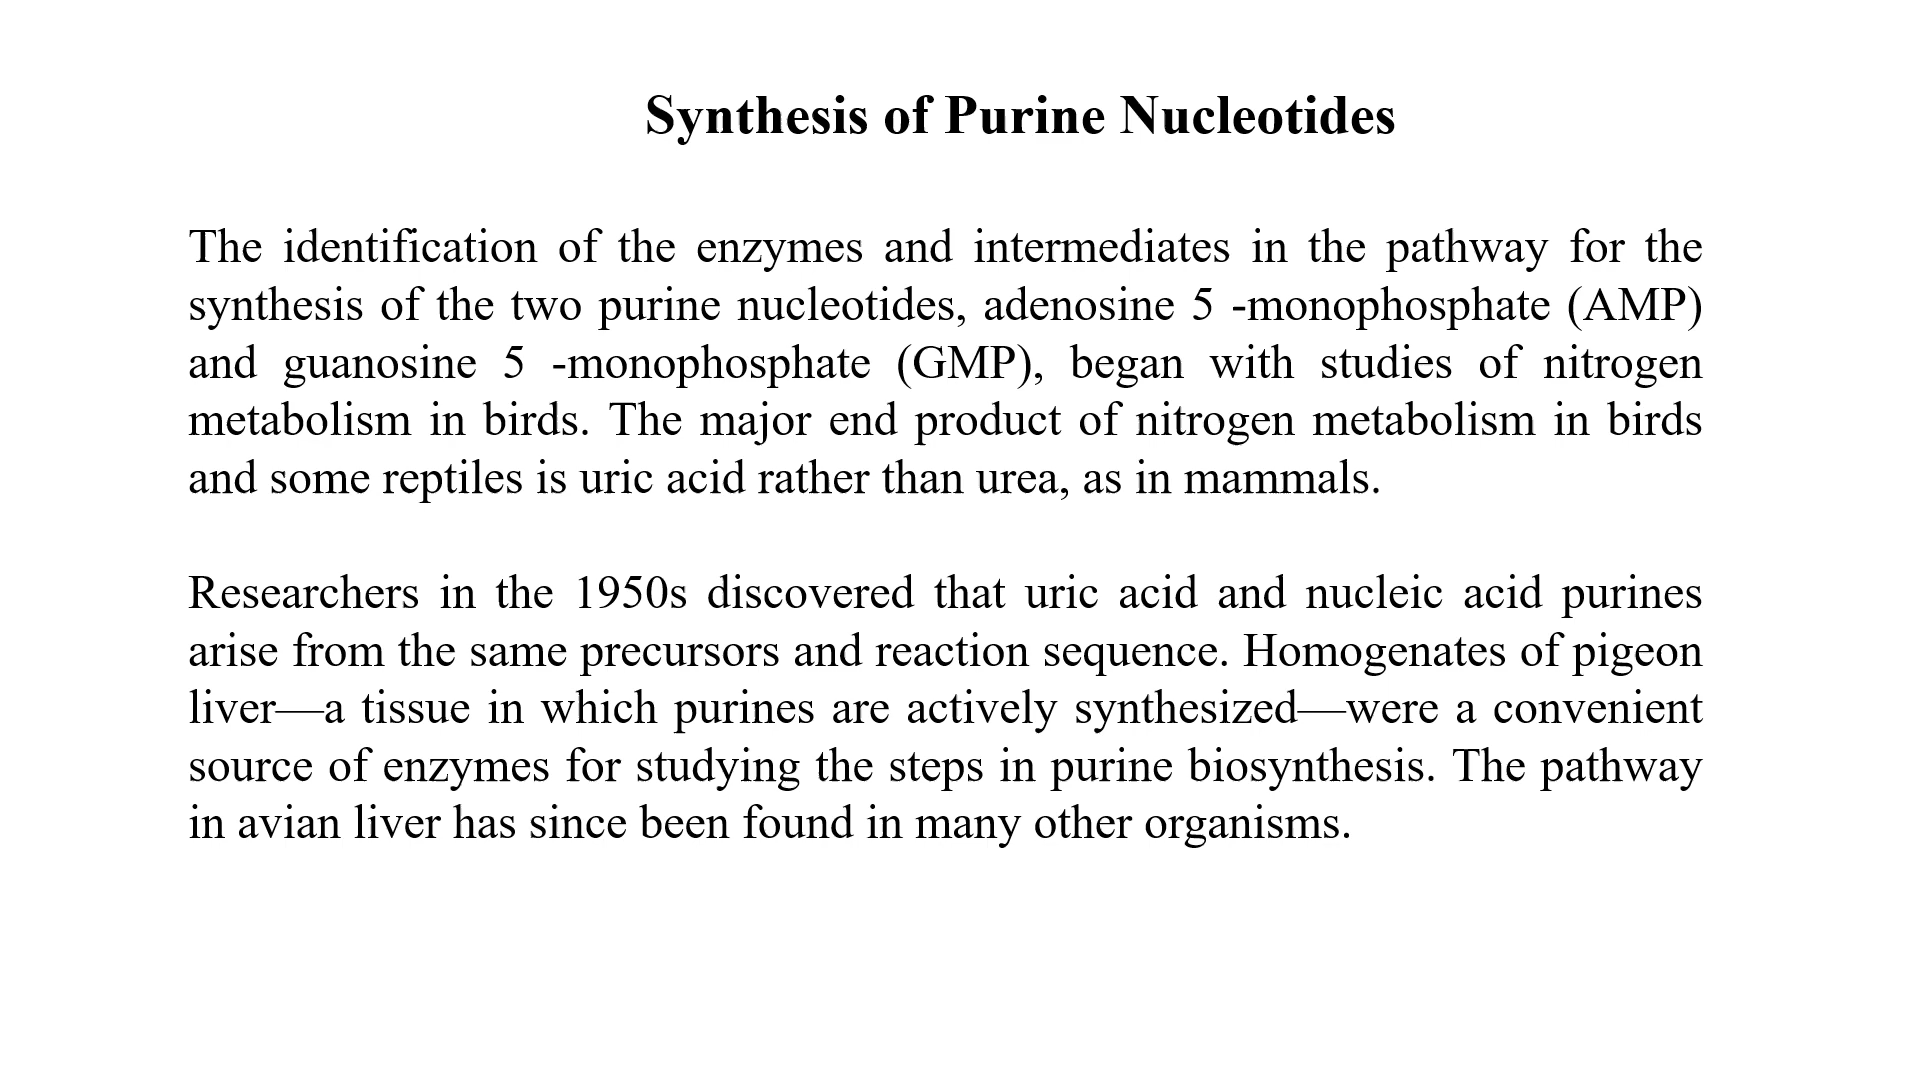 Synthesis of Purine Nucleotides
The identification of the enzymes and intermediates in the pathway for the
synthesis of the two purine nucleotides, adenosine 5 -monophosphate (AMP)
and guanosine 5 -monophosphate (GMP), began with studies of nitrogen
metabolism in birds. The major end product of nitrogen metabolism in birds
and some reptiles is uric acid rather than urea, as in mammals.
Researchers in the 1950s discovered that uric acid and nucleic acid purines
arise from the same precursors and reaction sequence. Homogenates of pigeon
liver—a tissue in which purines are actively synthesized—were a convenient
source of enzymes for studying the steps in purine biosynthesis. The pathway
in avian liver has since been found in many other organisms.